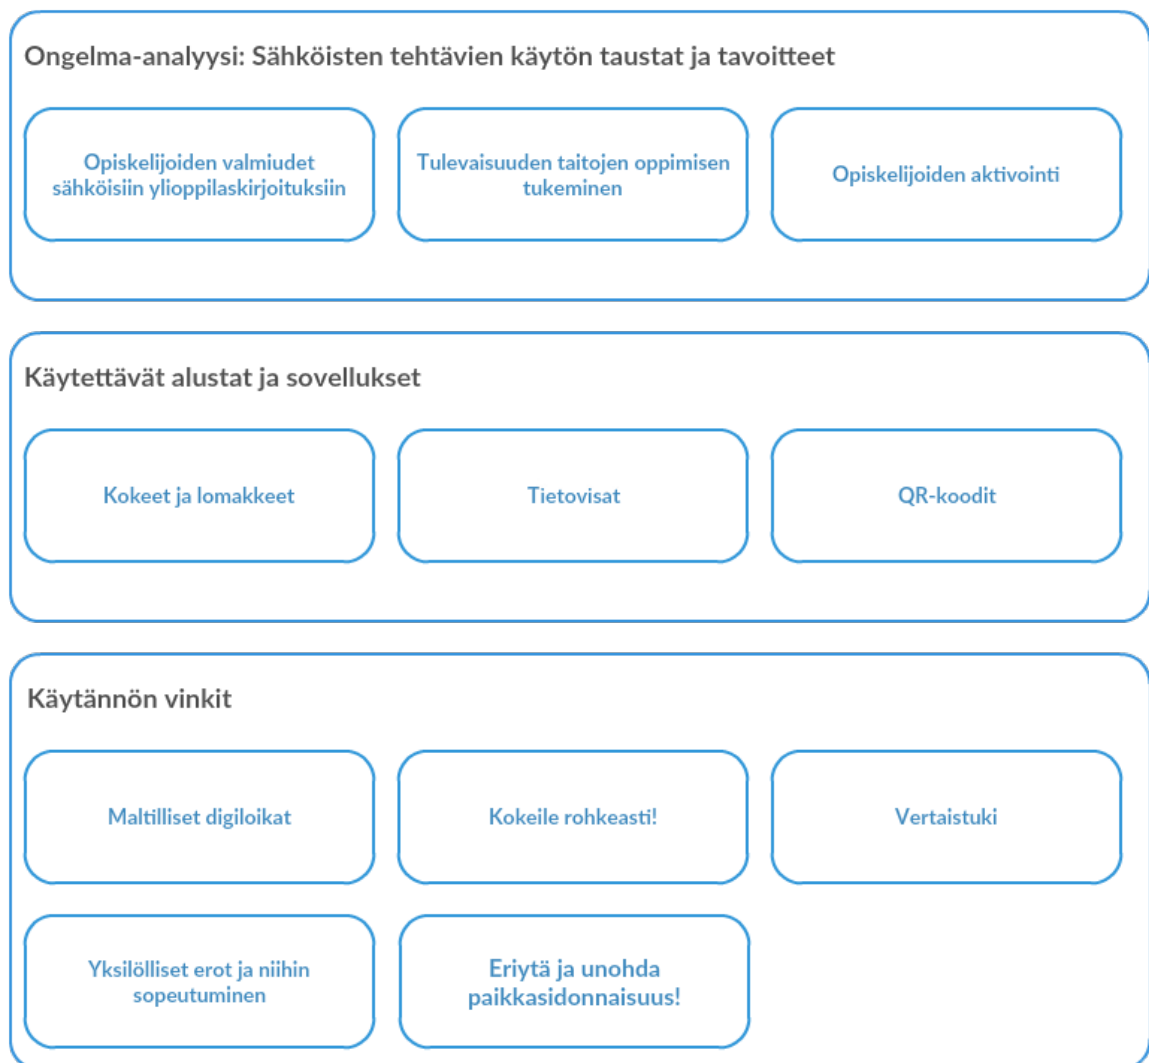 Ongelma-analyysi: Sähköisten tehtävien käytön taustat ja tavoitteet
Opiskelijoiden valmiudet
sähköisiin ylioppilaskirjoituksiin
Tulevaisuuden taitojen oppimisen
tukeminen
Opiskelijoiden aktivointi
Käytettävät alustat ja sovellukset
Kokeet ja lomakkeet
Tietovisat
QR-koodit
Käytännön vinkit
Maltilliset digiloikat
Kokeile rohkeasti!
Vertaistuki
Yksilölliset erot ja niihin
sopeutuminen
Eriytä ja unohda
paikkasidonnaisuus!